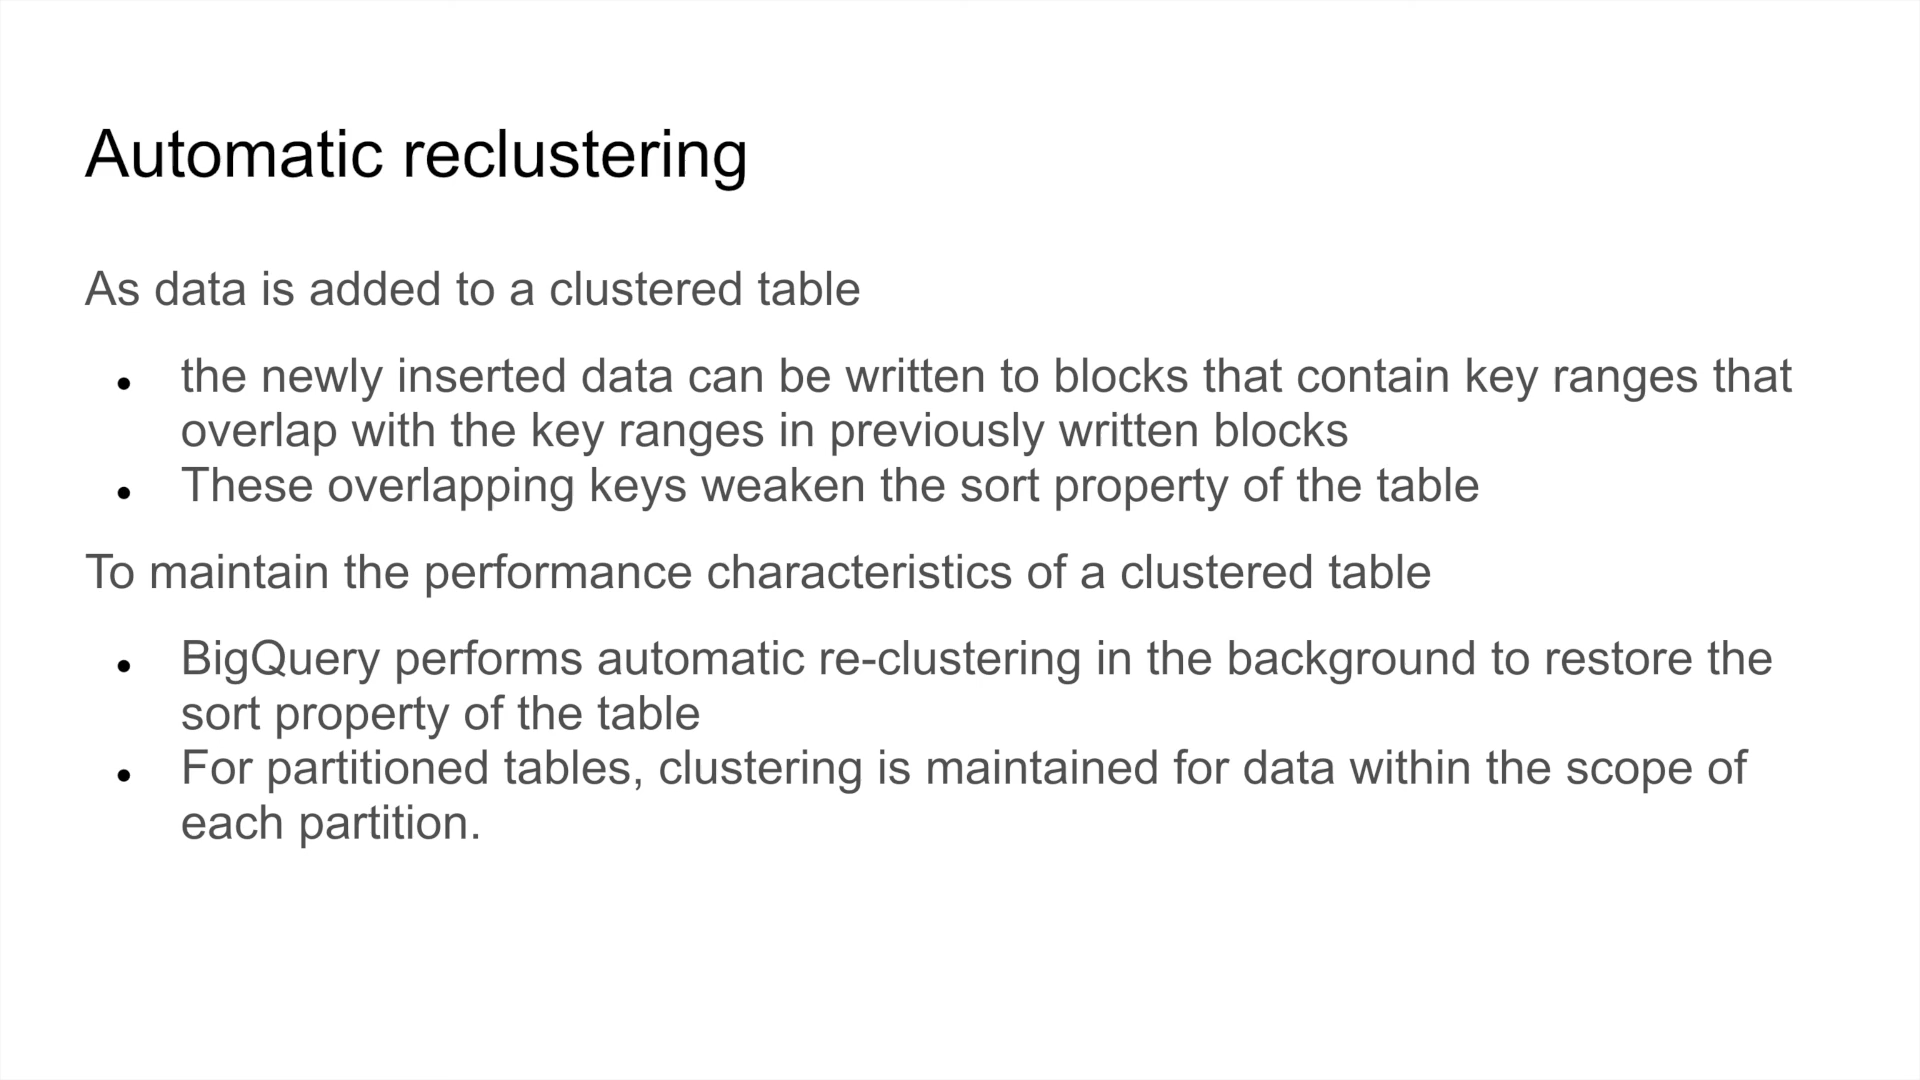 Automatic reclustering
As data is added to a clustered table
● the newly inserted data can be written to blocks that contain key ranges that
overlap with the key ranges in previously written blocks
● These overlapping keys weaken the sort property of the table
To maintain the performance characteristics of a clustered table
● BigQuery performs automatic re-clustering in the background to restore the
sort property of the table
● For partitioned tables, clustering is maintained for data within the scope of
each partition.